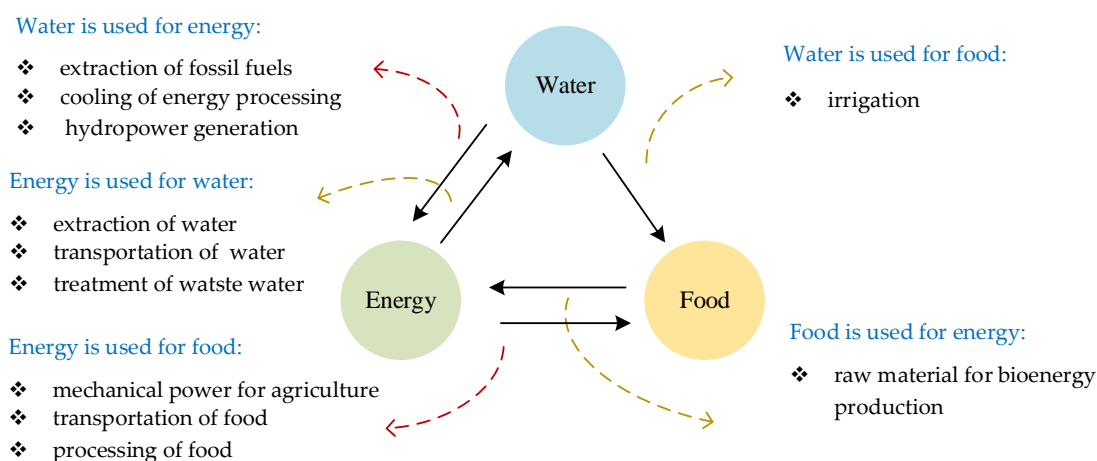 Water is used for energy:
❖ extraction of fossil fuels
❖ cooling of energy processing
❖ hydropower generation
Energy is used for water:
❖ extraction of water
❖ transportation of water
❖ treatment of watste water
Energy is used for food:
❖ mechanical power for agriculture
❖ transportation of food
❖ processing of food
Water
Energy
Food
Water is used for food:
❖ irrigation
Food is used for energy:
❖ raw material for bioenergy
production